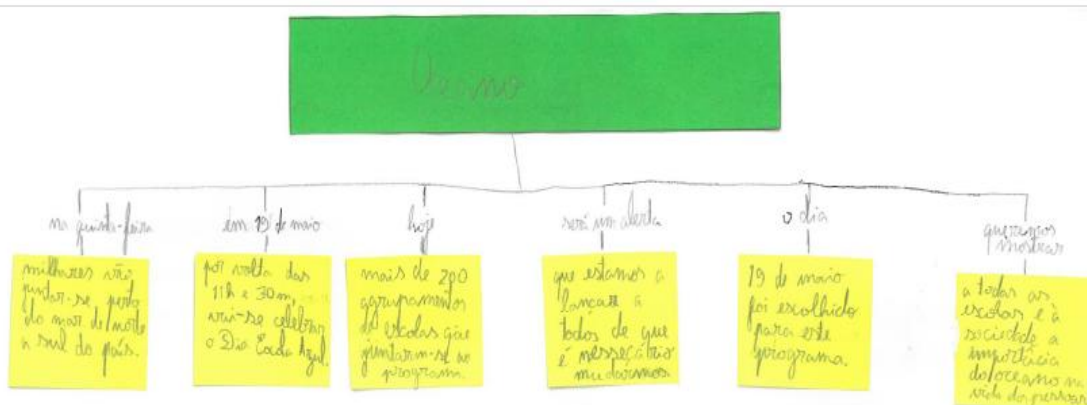 Oceano
na quinta-feira
em 19 de maio
hoje
será um alerta
o dia
queremos
mostrar
milhares vão
juntar-se, perto
do mar de norte
a sul do país.
por volta das
11h e 30m,
vai-se celebrar
o Dia Escola Azul.
mais de 200
agrupamentos
de escolas que
juntaram-se ao
programa.
que estamos a
lançar a
todos de que
é nesseçário
mudarmos
19 de maio
foi escolhido
para este
programa.
a todas as
escolas e à
sociedade a
importância
do oceano na
vida das pessoas